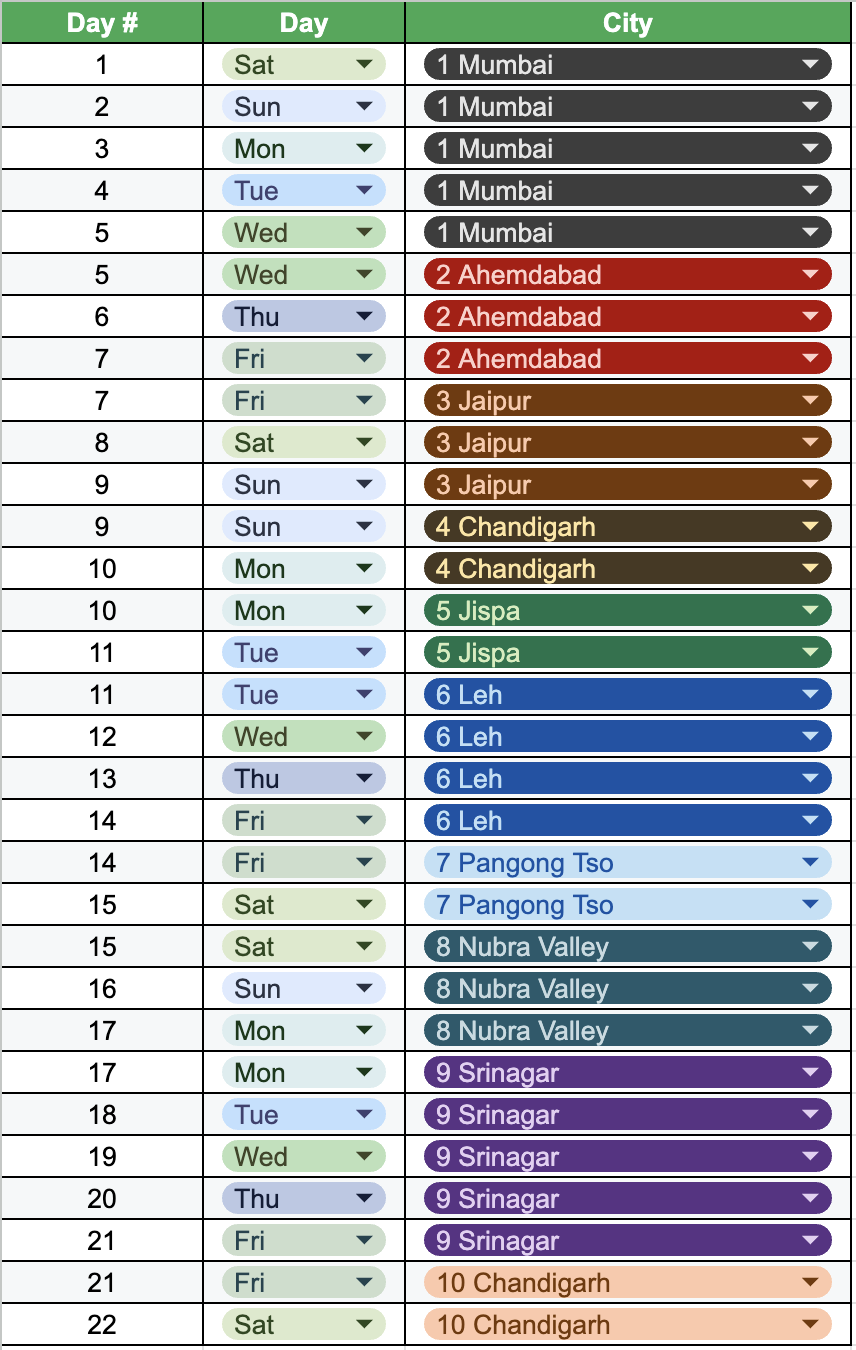 Day # Day City
1 Sat 1 Mumbai
2 Sun 1 Mumbai
3 Mon 1 Mumbai
4 Tue 1 Mumbai
5 Wed 1 Mumbai
5 Wed 2 Ahemdabad
6 Thu 2 Ahemdabad
7 Fri 2 Ahemdabad
7 Fri 3 Jaipur
8 Sat 3 Jaipur
9 Sun 3 Jaipur
9 Sun 4 Chandigarh
10 Mon 4 Chandigarh
10 Mon 5 Jispa
11 Tue 5 Jispa
11 Tue 6 Leh
12 Wed 6 Leh
13 Thu 6 Leh
14 Fri 6 Leh
14 Fri 7 Pangong Tso
15 Sat 7 Pangong Tso
15 Sat 8 Nubra Valley
16 Sun 8 Nubra Valley
17 Mon 8 Nubra Valley
17 Mon 9 Srinagar
18 Tue 9 Srinagar
19 Wed 9 Srinagar
20 Thu 9 Srinagar
21 Fri 9 Srinagar
21 Fri 10 Chandigarh
22 Sat 10 Chandigarh